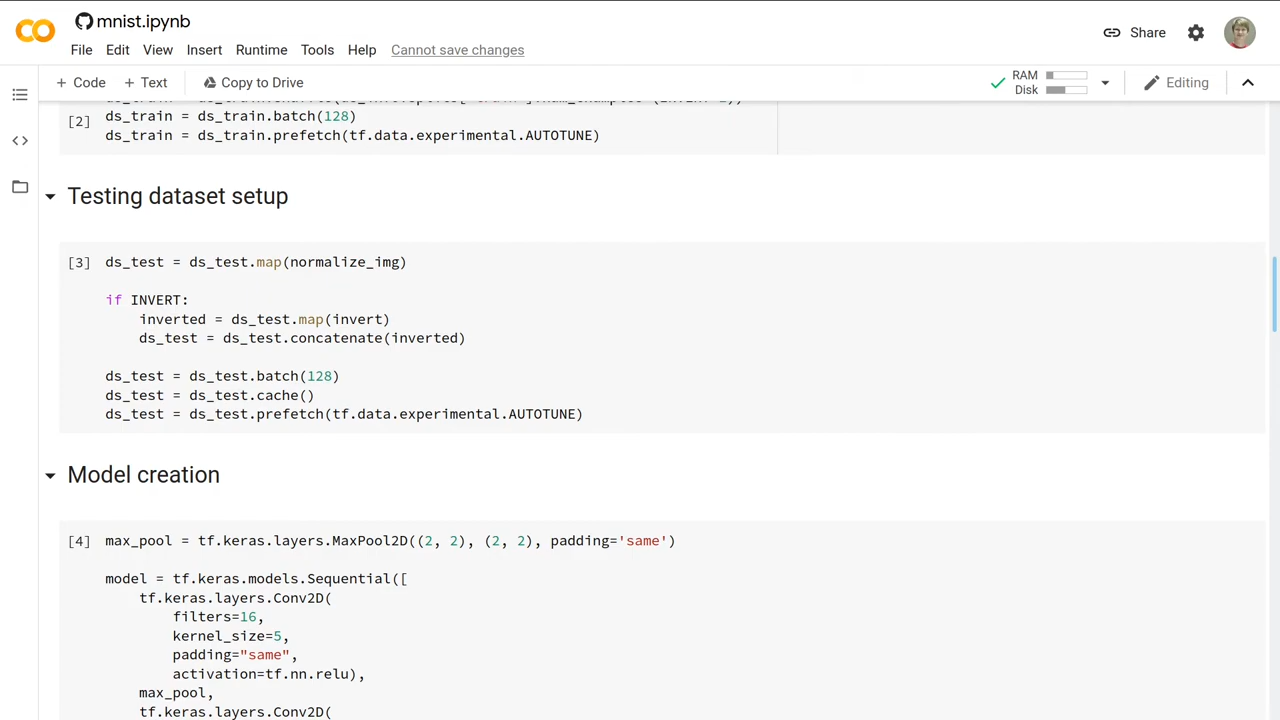 mnist.ipynb
File Edit View Insert Runtime Tools Help Cannot save changes
Share
+ Code + Text Copy to Drive
RAM
Disk
Editing
[2] ds_train = ds_train.batch(128)
ds_train = ds_train.prefetch(tf.data.experimental.AUTOTUNE)
Testing dataset setup
[3] ds_test = ds_test.map(normalize_img)
if INVERT:
inverted = ds_test.map(invert)
ds_test = ds_test.concatenate(inverted)
ds_test = ds_test.batch(128)
ds_test = ds_test.cache()
ds_test = ds_test.prefetch(tf.data.experimental.AUTOTUNE)
Model creation
[4] max_pool = tf.keras.layers.MaxPool2D((2, 2), (2, 2), padding='same')
model = tf.keras.models.Sequential([
tf.keras.layers.Conv2D(
filters=16,
kernel_size=5,
padding="same",
activation=tf.nn.relu),
max_pool,
tf.keras.layers.Conv2D(